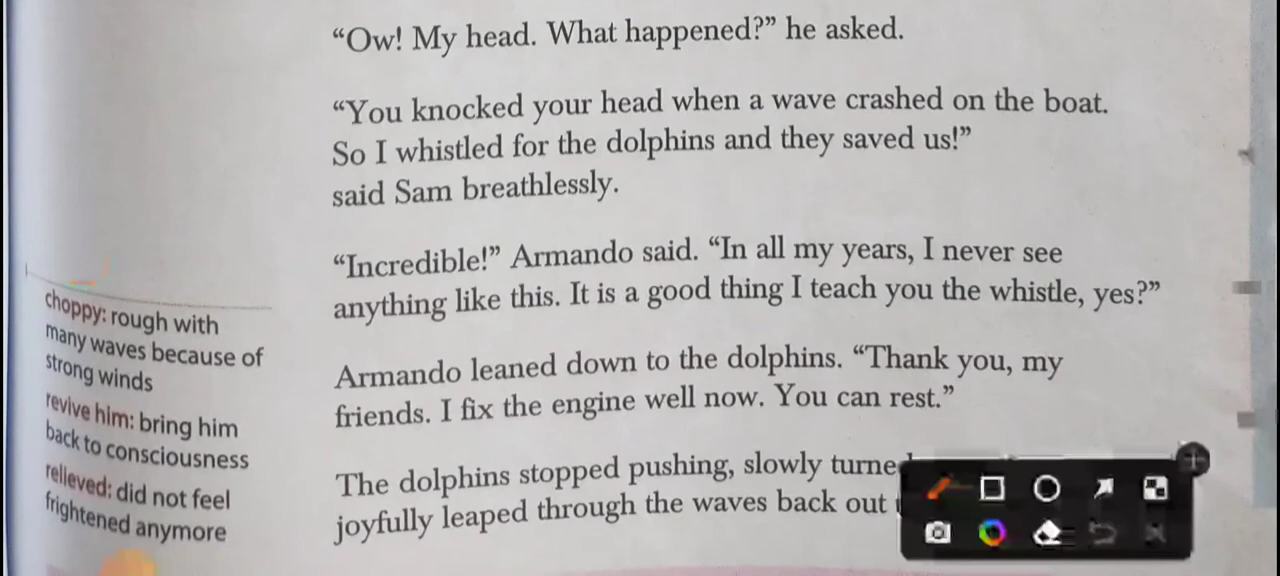 “Ow! My head. What happened?” he asked.
“You knocked your head when a wave crashed on the boat.
So I whistled for the dolphins and they saved us!”
said Sam breathlessly.
“Incredible!” Armando said. “In all my years, I never see
anything like this. It is a good thing I teach you the whistle, yes?”
Armando leaned down to the dolphins. “Thank you, my
friends. I fix the engine well now. You can rest.”
The dolphins stopped pushing, slowly
joyfully leaped through the waves back out
choppy: rough with
many waves because of
strong winds
revive him: bring him
back to consciousness
relieved: did not feel
frightened anymore